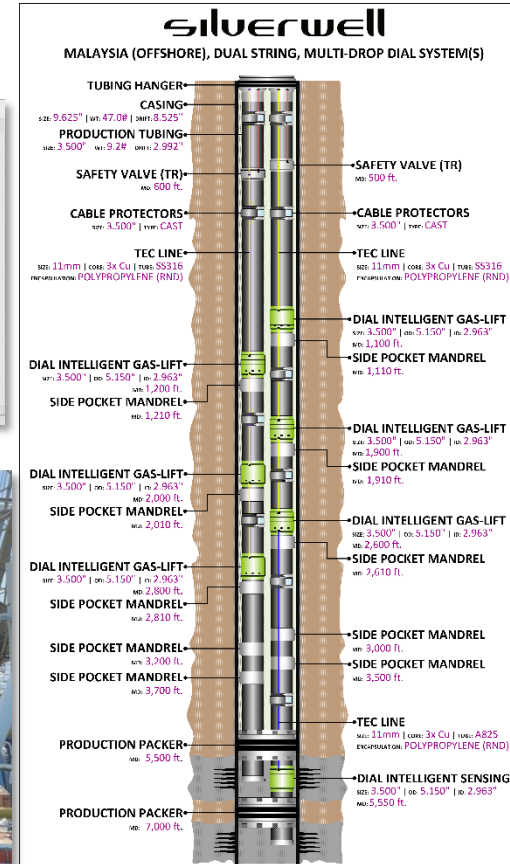 silverwell
MALAYSIA (OFFSHORE), DUAL STRING, MULTI-DROP DIAL SYSTEM(S)
TUBING HANGER
CASING
SIZE: 9.625" | WT: 47.0# | DRIFT: 8.525"
PRODUCTION TUBING
SIZE: 3.500" WT: 9.2# DRIFT: 2.992"
SAFETY VALVE (TR)
MD: 600 ft.
CABLE PROTECTORS
SIZE: 3.500" | TYPE: CAST
TEC LINE
SIZE: 11mm | CORE: 3x Cu | TUBE: SS316
ENCAPSULATION: POLYPROPYLENE (RND)
DIAL INTELLIGENT GAS-LIFT
SIZE: 3.500" | OD: 5.150" | ID: 2.963"
MD: 1,200 ft.
SIDE POCKET MANDREL
MD: 1,210 ft.
DIAL INTELLIGENT GAS-LIFT
SIZE: 3.500" | OD: 5.150" | ID: 2.963"
MD: 2,000 ft.
SIDE POCKET MANDREL
MD: 2,010 ft.
DIAL INTELLIGENT GAS-LIFT
SIZE: 3.500" | OD: 5.150" | ID: 2.963"
MD: 2,800 ft.
SIDE POCKET MANDREL
MD: 2,810 ft.
SIDE POCKET MANDREL
MD: 3,200 ft.
SIDE POCKET MANDREL
MD: 3,700 ft.
PRODUCTION PACKER
MD: 5,500 ft.
PRODUCTION PACKER
MD: 7,000 ft.
SAFETY VALVE (TR)
MD: 500 ft.
CABLE PROTECTORS
SIZE: 3.500" | TYPE: CAST
TEC LINE
SIZE: 11mm | CORE: 3x Cu | TUBE: SS316
ENCAPSULATION: POLYPROPYLENE (RND)
DIAL INTELLIGENT GAS-LIFT
SIZE: 3.500" | OD: 5.150" | ID: 2.963"
MD: 1,100 ft.
SIDE POCKET MANDREL
MD: 1,110 ft.
DIAL INTELLIGENT GAS-LIFT
SIZE: 3.500" | OD: 5.150" | ID: 2.963"
MD: 1,900 ft.
SIDE POCKET MANDREL
MD: 1,910 ft.
DIAL INTELLIGENT GAS-LIFT
SIZE: 3.500" | OD: 5.150" | ID: 2.963"
MD: 2,600 ft.
SIDE POCKET MANDREL
MD: 2,610 ft.
SIDE POCKET MANDREL
MD: 3,000 ft.
SIDE POCKET MANDREL
MD: 3,500 ft.
TEC LINE
SIZE: 11mm | CORE: 3x Cu | TUBE: A825
ENCAPSULATION: POLYPROPYLENE (RND)
DIAL INTELLIGENT SENSING
SIZE: 3.500" | OD: 5.150" | ID: 2.963"
MD: 5,550 ft.